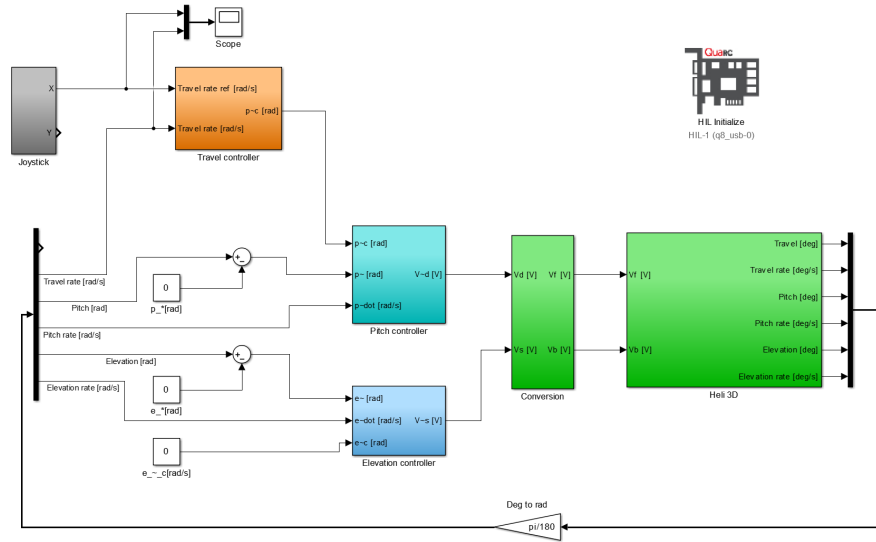 Scope
X
Y
Joystick
Travel rate ref [rad/s]
p~c [rad]
Travel rate [rad/s]
Travel controller
QuaRC
HIL Initialize
HIL-1 (q8_usb-0)
Travel rate [rad/s]
Pitch [rad]
Pitch rate [rad/s]
Elevation [rad]
Elevation rate [rad/s]
+
−
0
p_*[rad]
+
−
0
e_*[rad]
0
e_~_c[rad/s]
p~c [rad]
p~ [rad]
V~d [V]
p~dot [rad/s]
Pitch controller
e~ [rad]
e~dot [rad/s]
V~s [V]
e~c [rad]
Elevation controller
Vd [V]
Vf [V]
Vs [V]
Vb [V]
Conversion
Travel [deg]
Vf [V]
Travel rate [deg/s]
Pitch [deg]
Pitch rate [deg/s]
Vb [V]
Elevation [deg]
Elevation rate [deg/s]
Heli 3D
Deg to rad
pi/180